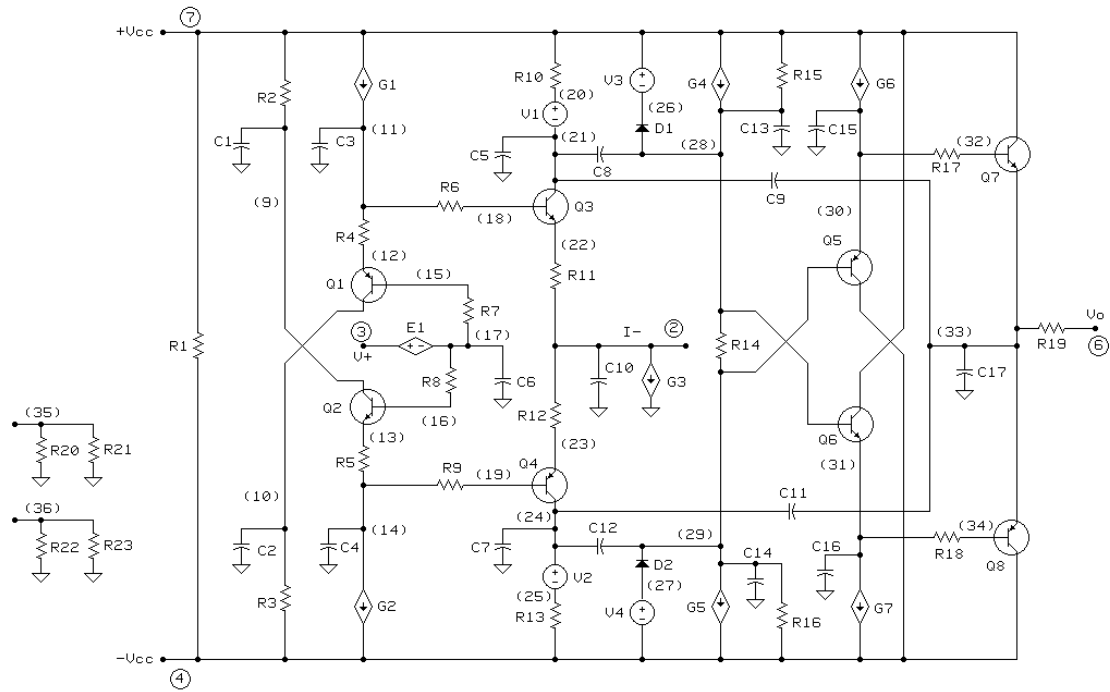 7
+Vcc
R2
G1
R10
(20)
V3
G4
R15
G6
V1
(26)
C1
C3
(11)
(21)
D1
C13
C15
C5
(28)
(32)
C8
R17
Q7
R6
C9
(9)
(18)
Q3
(30)
R4
(12)
(22)
Q5
Q1
(15)
R11
R7
3
E1
(17)
I-
2
(33)
Vo
R1
V+
R14
R19
6
R8
C6
C10
G3
C17
Q2
(16)
R12
(35)
(13)
(23)
Q6
R20
R21
R5
R9
(19)
Q4
(31)
(10)
C11
(36)
(14)
(24)
C12
(29)
(34)
R22
R23
C2
C4
C7
C14
C16
R18
Q8
D2
V2
(27)
R3
(25)
G2
R13
V4
G5
R16
G7
-Vcc
4